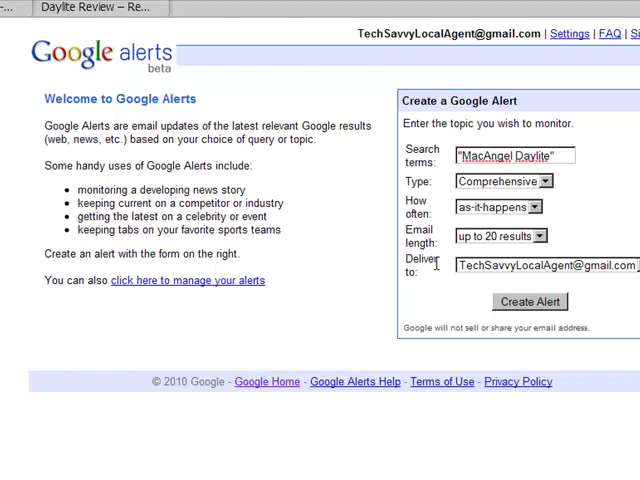 Daylite Review – Re...
TechSavvyLocalAgent@gmail.com | Settings | FAQ |
Google alerts
beta
Welcome to Google Alerts
Google Alerts are email updates of the latest relevant Google results
(web, news, etc.) based on your choice of query or topic.
Some handy uses of Google Alerts include:
monitoring a developing news story
keeping current on a competitor or industry
getting the latest on a celebrity or event
keeping tabs on your favorite sports teams
Create an alert with the form on the right.
You can also click here to manage your alerts
Create a Google Alert
Enter the topic you wish to monitor.
Search
terms:
"MacAngel Daylite"
Type:
Comprehensive
How
often:
as-it-happens
Email
length:
up to 20 results
Deliver
to:
TechSavvyLocalAgent@gmail.com
Create Alert
Google will not sell or share your email address.
© 2010 Google - Google Home - Google Alerts Help - Terms of Use - Privacy Policy